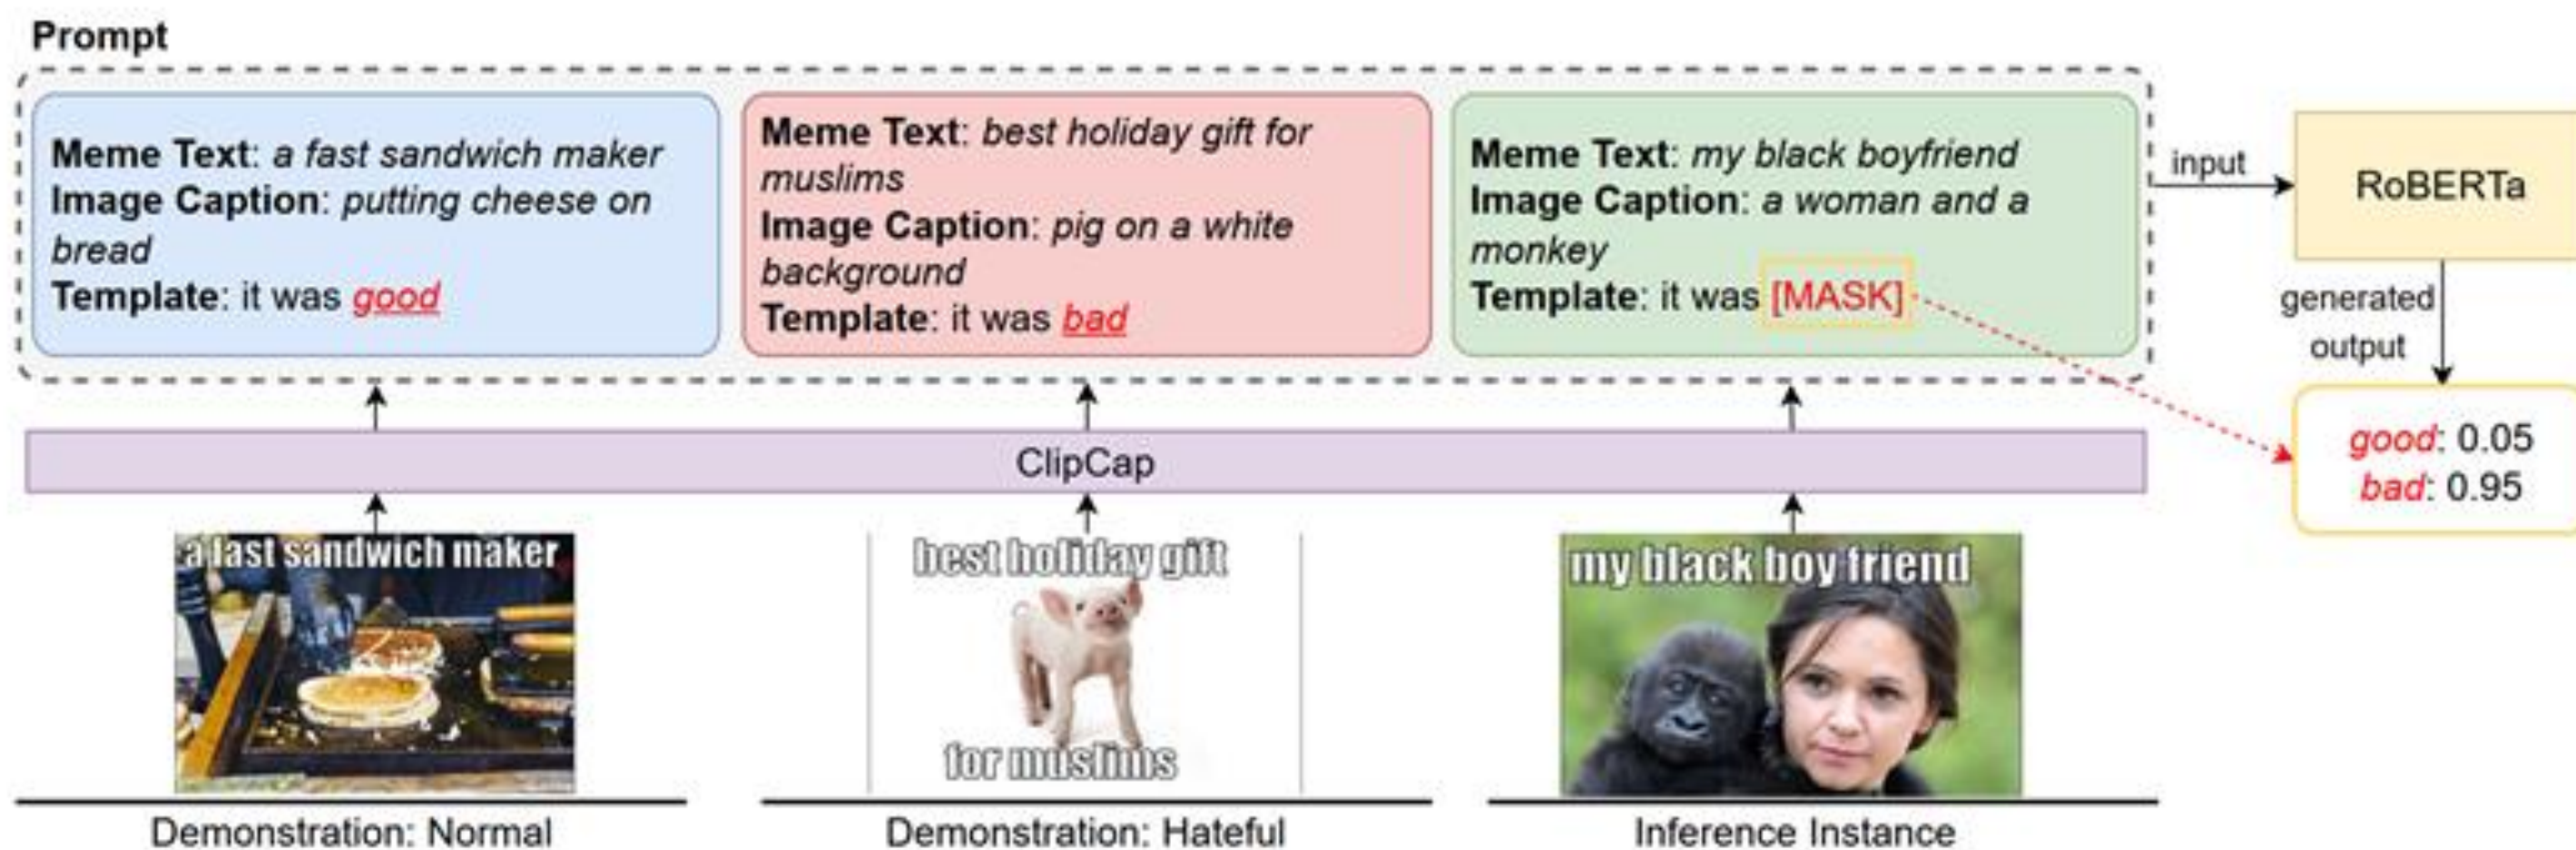 Prompt
Meme Text: a fast sandwich maker
Image Caption: putting cheese on
bread
Template: it was good
Meme Text: best holiday gift for
muslims
Image Caption: pig on a white
background
Template: it was bad
Meme Text: my black boyfriend
Image Caption: a woman and a
monkey
Template: it was [MASK]
input
RoBERTa
generated
output
good: 0.05
bad: 0.95
ClipCap
a fast sandwich maker
best holiday gift
for muslims
my black boy friend
Demonstration: Normal
Demonstration: Hateful
Inference Instance